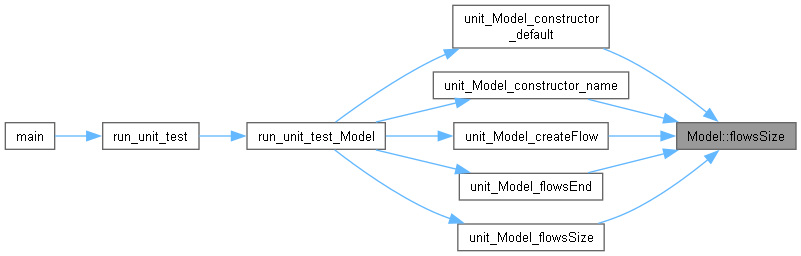 unit_Model_constructor
_default
unit_Model_constructor_name
main
run_unit_test
run_unit_test_Model
unit_Model_createFlow
Model::flowsSize
unit_Model_flowsEnd
unit_Model_flowsSize